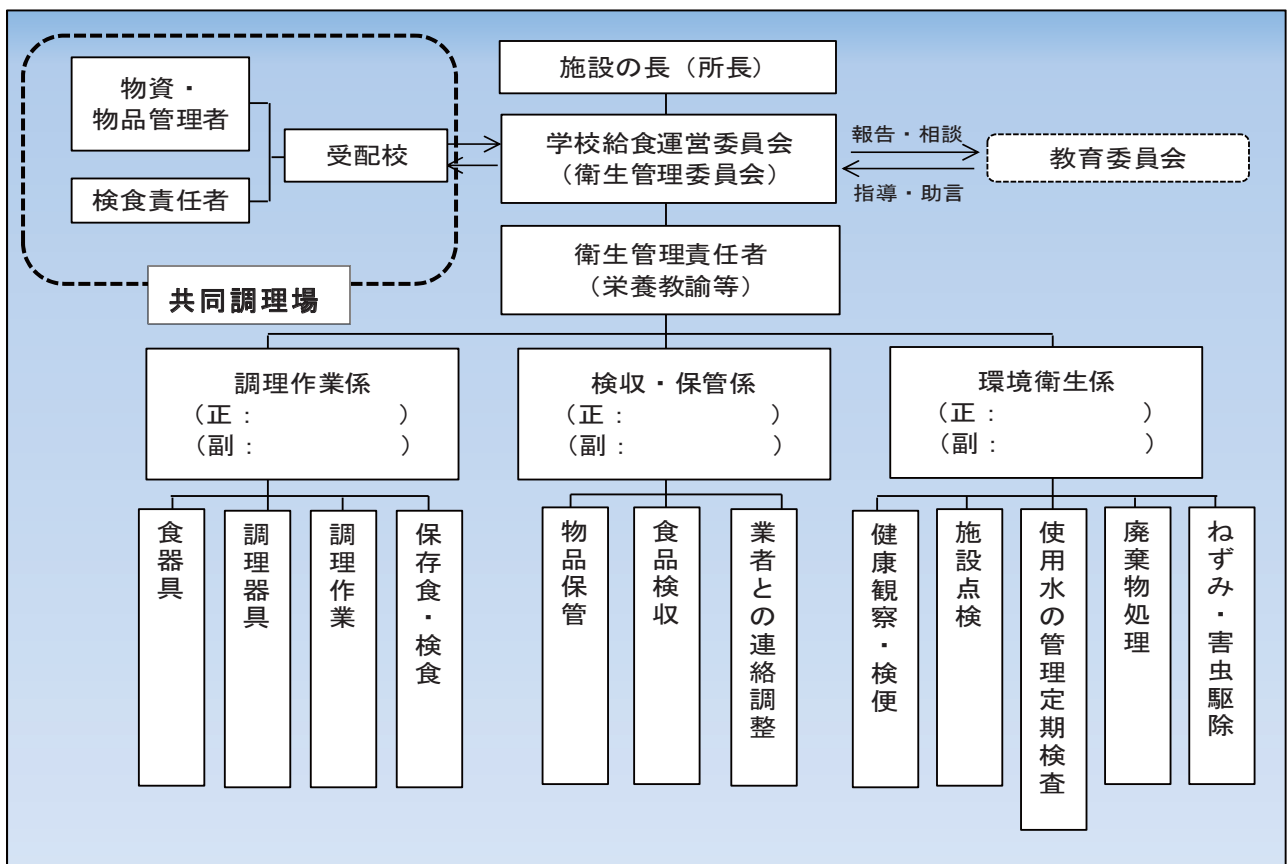 施設の長（所長）
物資・
物品管理者
受配校
検食責任者
共同調理場
学校給食運営委員会
（衛生管理委員会）
報告・相談
指導・助言
教育委員会
衛生管理責任者
（栄養教諭等）
調理作業係
（正：　　　　　　）
（副：　　　　　　）
検収・保管係
（正：　　　　　　）
（副：　　　　　　）
環境衛生係
（正：　　　　　　）
（副：　　　　　　）
食器具
調理器具
調理作業
保存食・検食
物品保管
食品検収
業者との連絡調整
健康観察・検便
施設点検
使用水の管理定期検査
廃棄物処理
ねずみ・害虫駆除